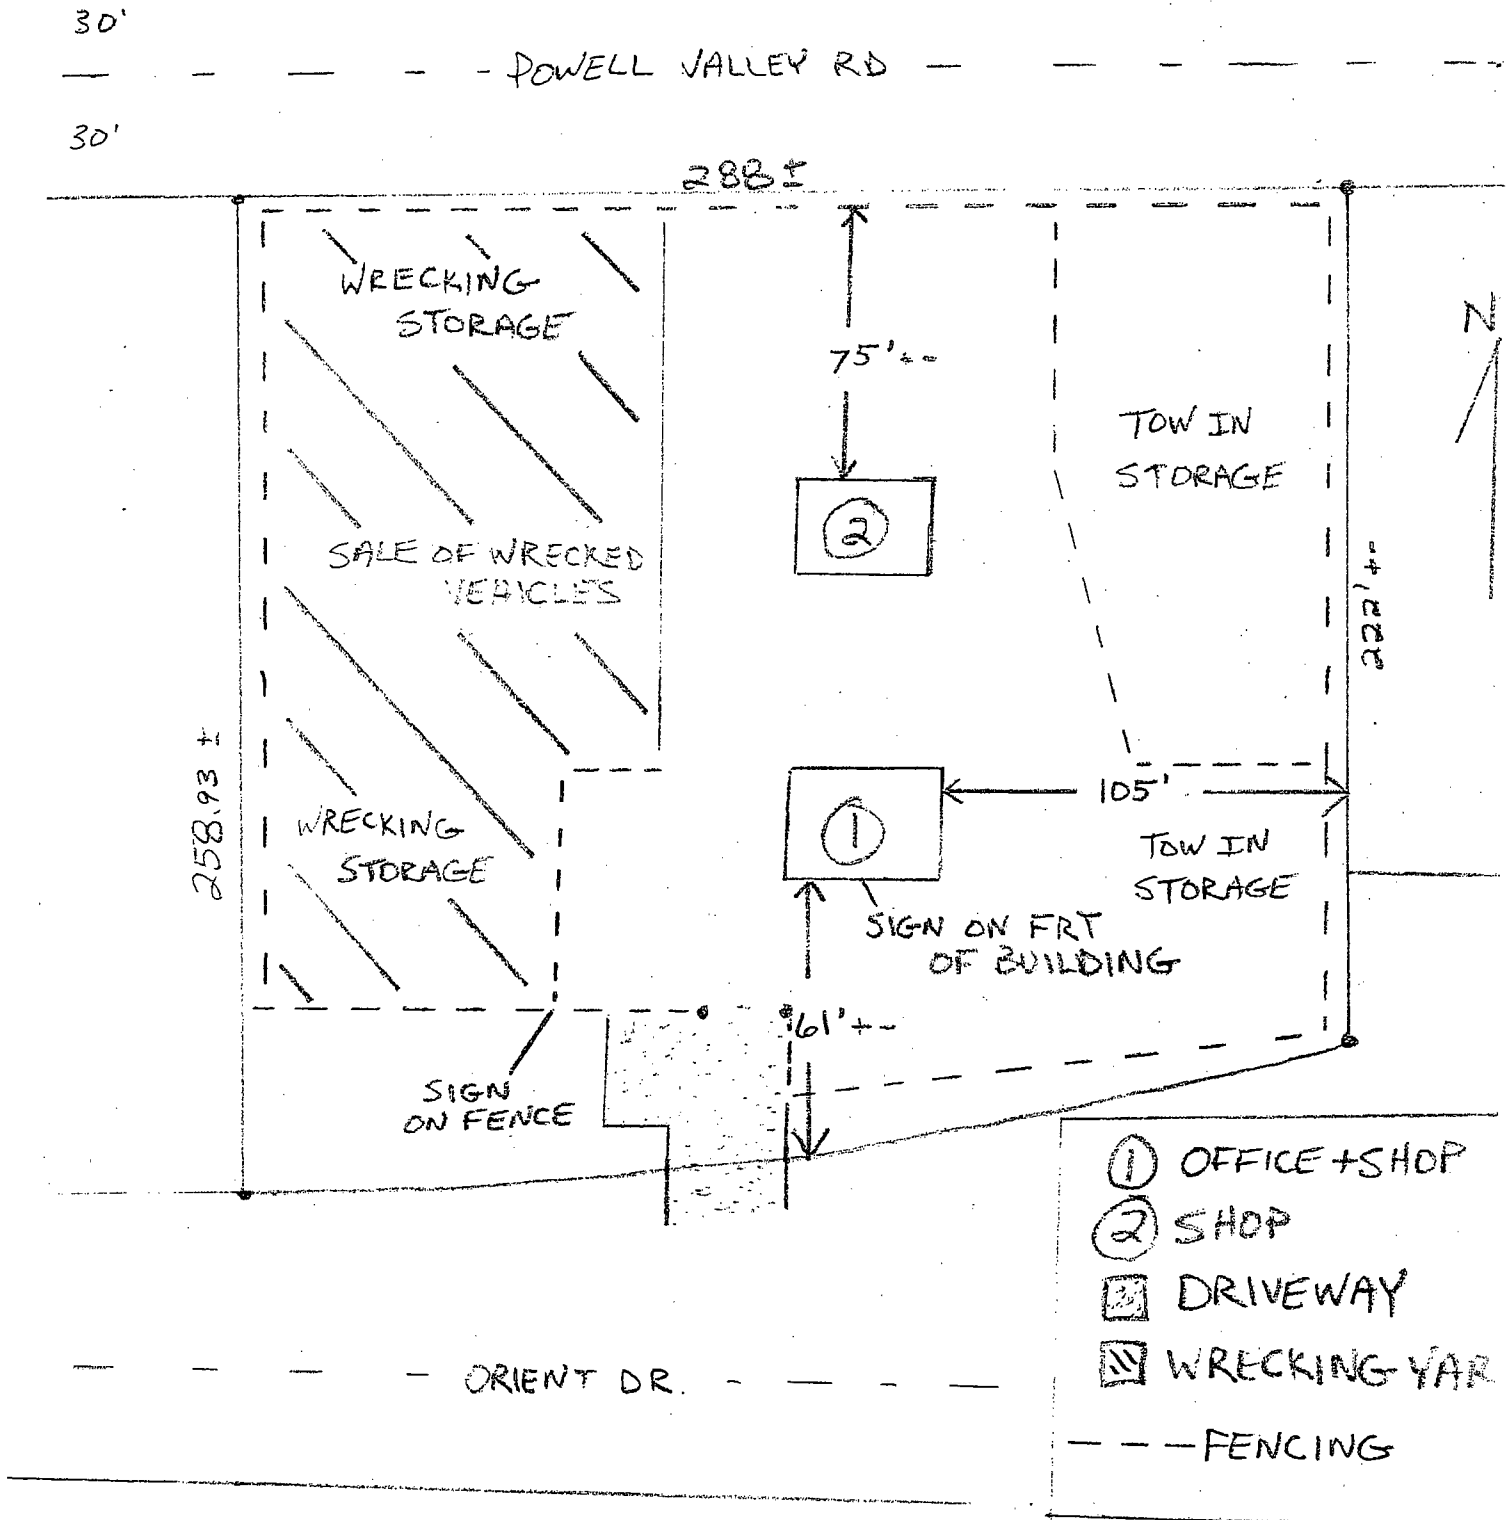 30'
POWELL VALLEY RD
30'
288 ±
WRECKING
STORAGE
75' +-
N
TOW IN
STORAGE
2
SALE OF WRECKED
VEHICLES
222' +-
258.93 ±
105'
1
WRECKING
STORAGE
TOW IN
STORAGE
SIGN ON FRT
OF BUILDING
61' +-
SIGN
ON FENCE
1 OFFICE + SHOP
2 SHOP
DRIVEWAY
WRECKING YAR
FENCING
ORIENT DR.